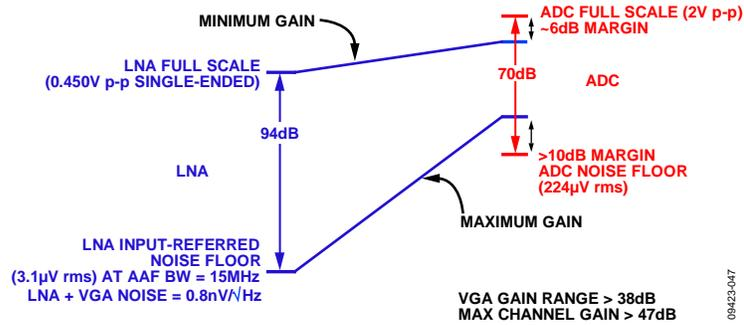 MINIMUM GAIN
ADC FULL SCALE (2V p-p)
~6dB MARGIN
LNA FULL SCALE
(0.450V p-p SINGLE-ENDED)
70dB
ADC
94dB
LNA
>10dB MARGIN
ADC NOISE FLOOR
(224µV rms)
MAXIMUM GAIN
LNA INPUT-REFERRED
NOISE FLOOR
(3.1µV rms) AT AAF BW = 15MHz
LNA + VGA NOISE = 0.8nV/√Hz
VGA GAIN RANGE > 38dB
MAX CHANNEL GAIN > 47dB
09423-047